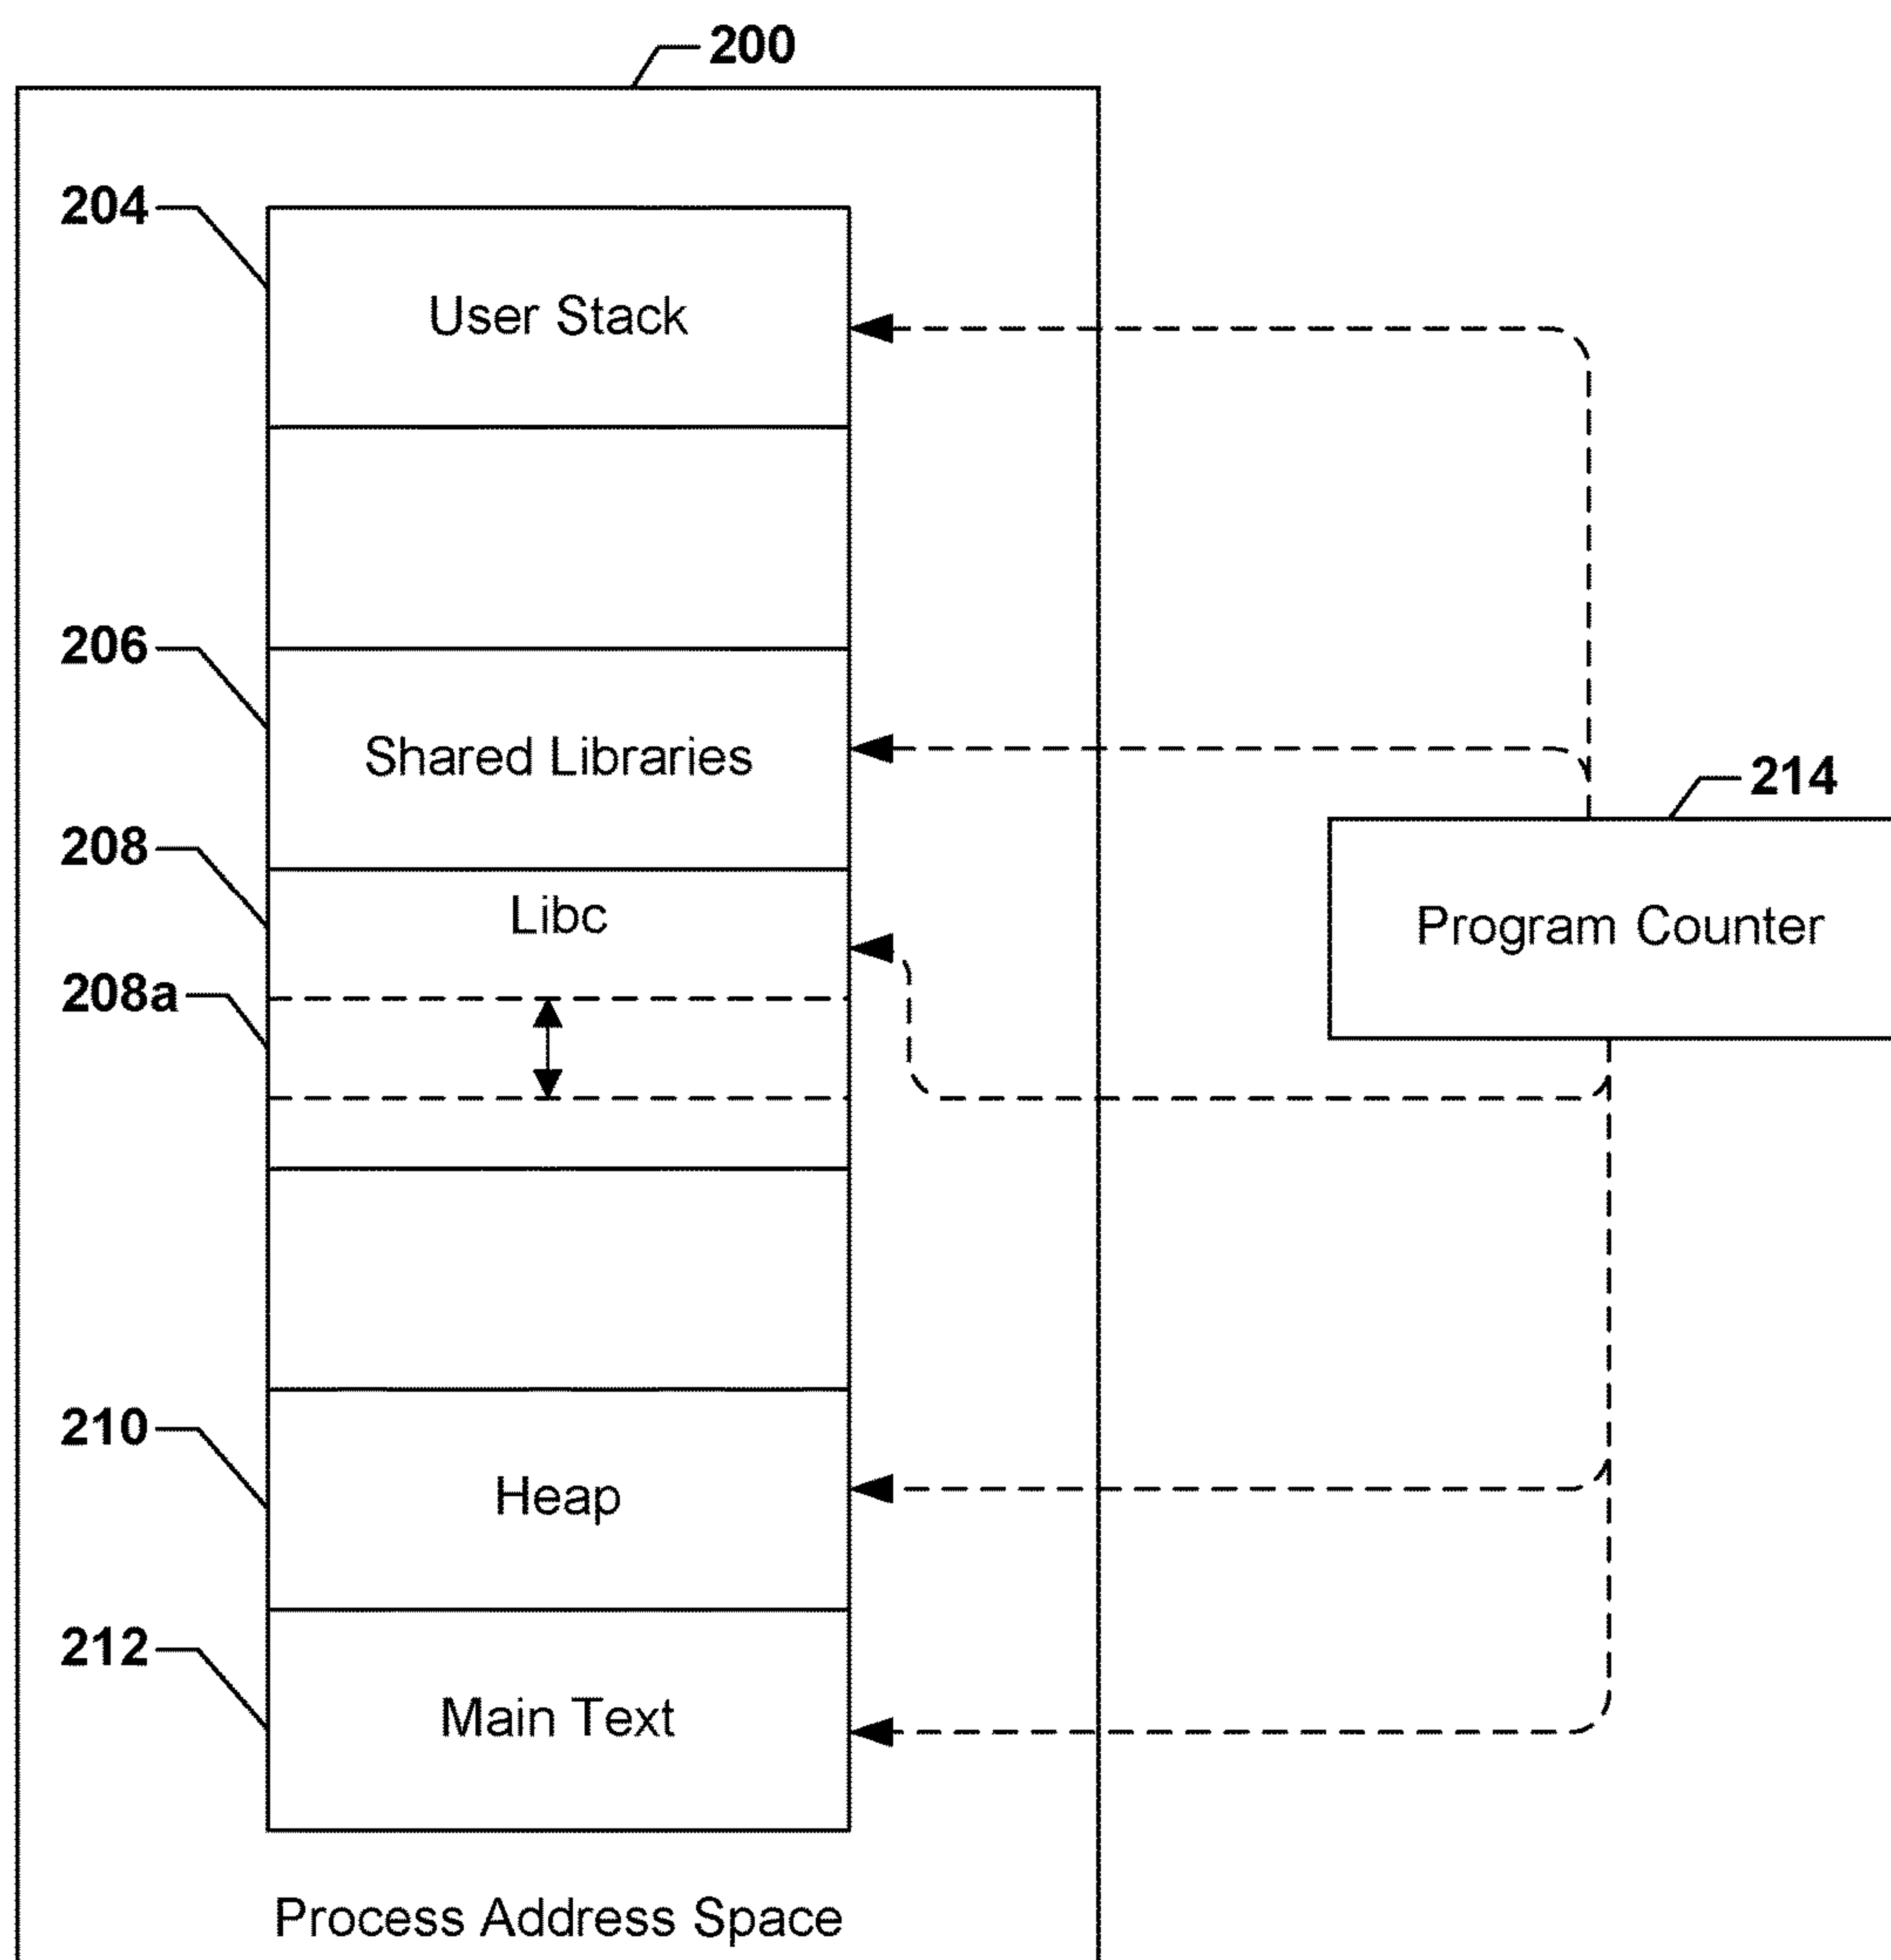 200
204
User Stack
206
Shared Libraries
214
208
Libc
Program Counter
208a
210
Heap
212
Main Text
Process Address Space